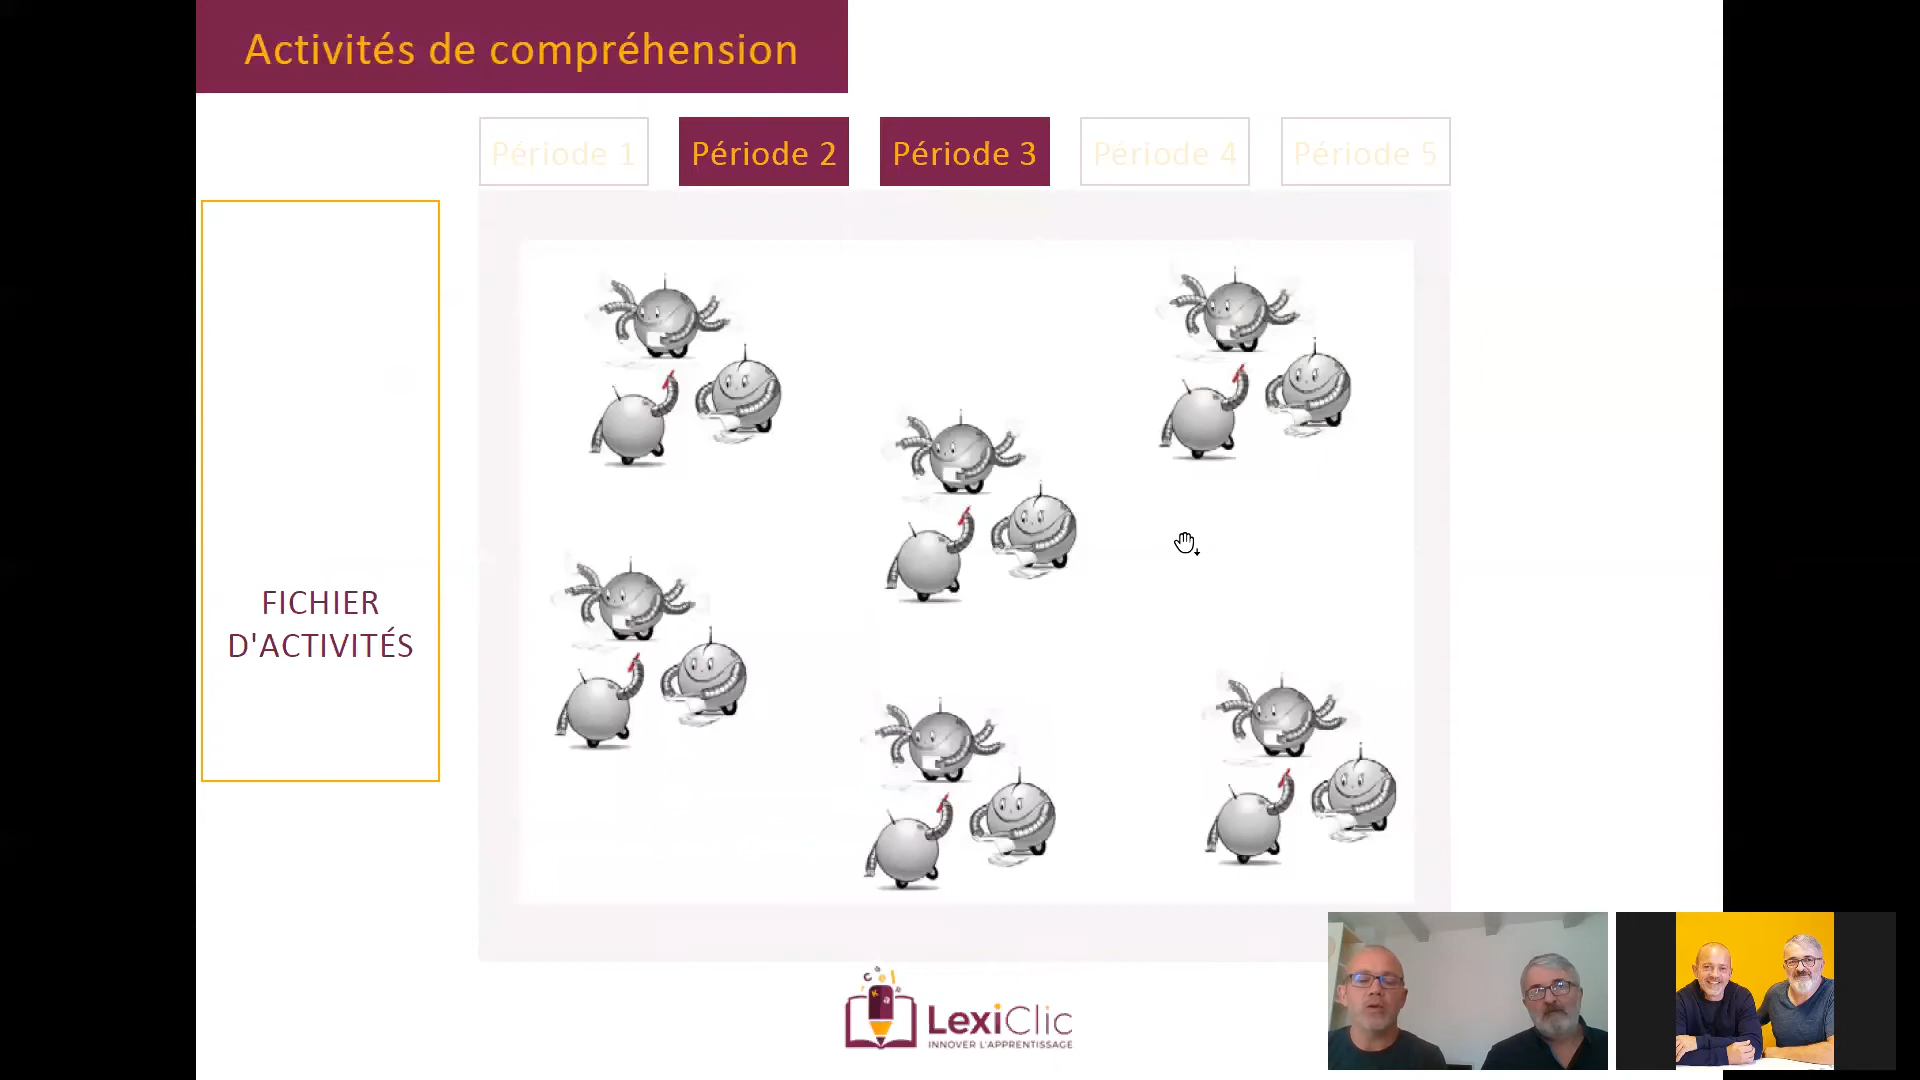 Activités de compréhension
Période 1
Période 2
Période 3
Période 4
Période 5
FICHIER
D'ACTIVITÉS
LexiClic
INNOVER L'APPRENTISSAGE